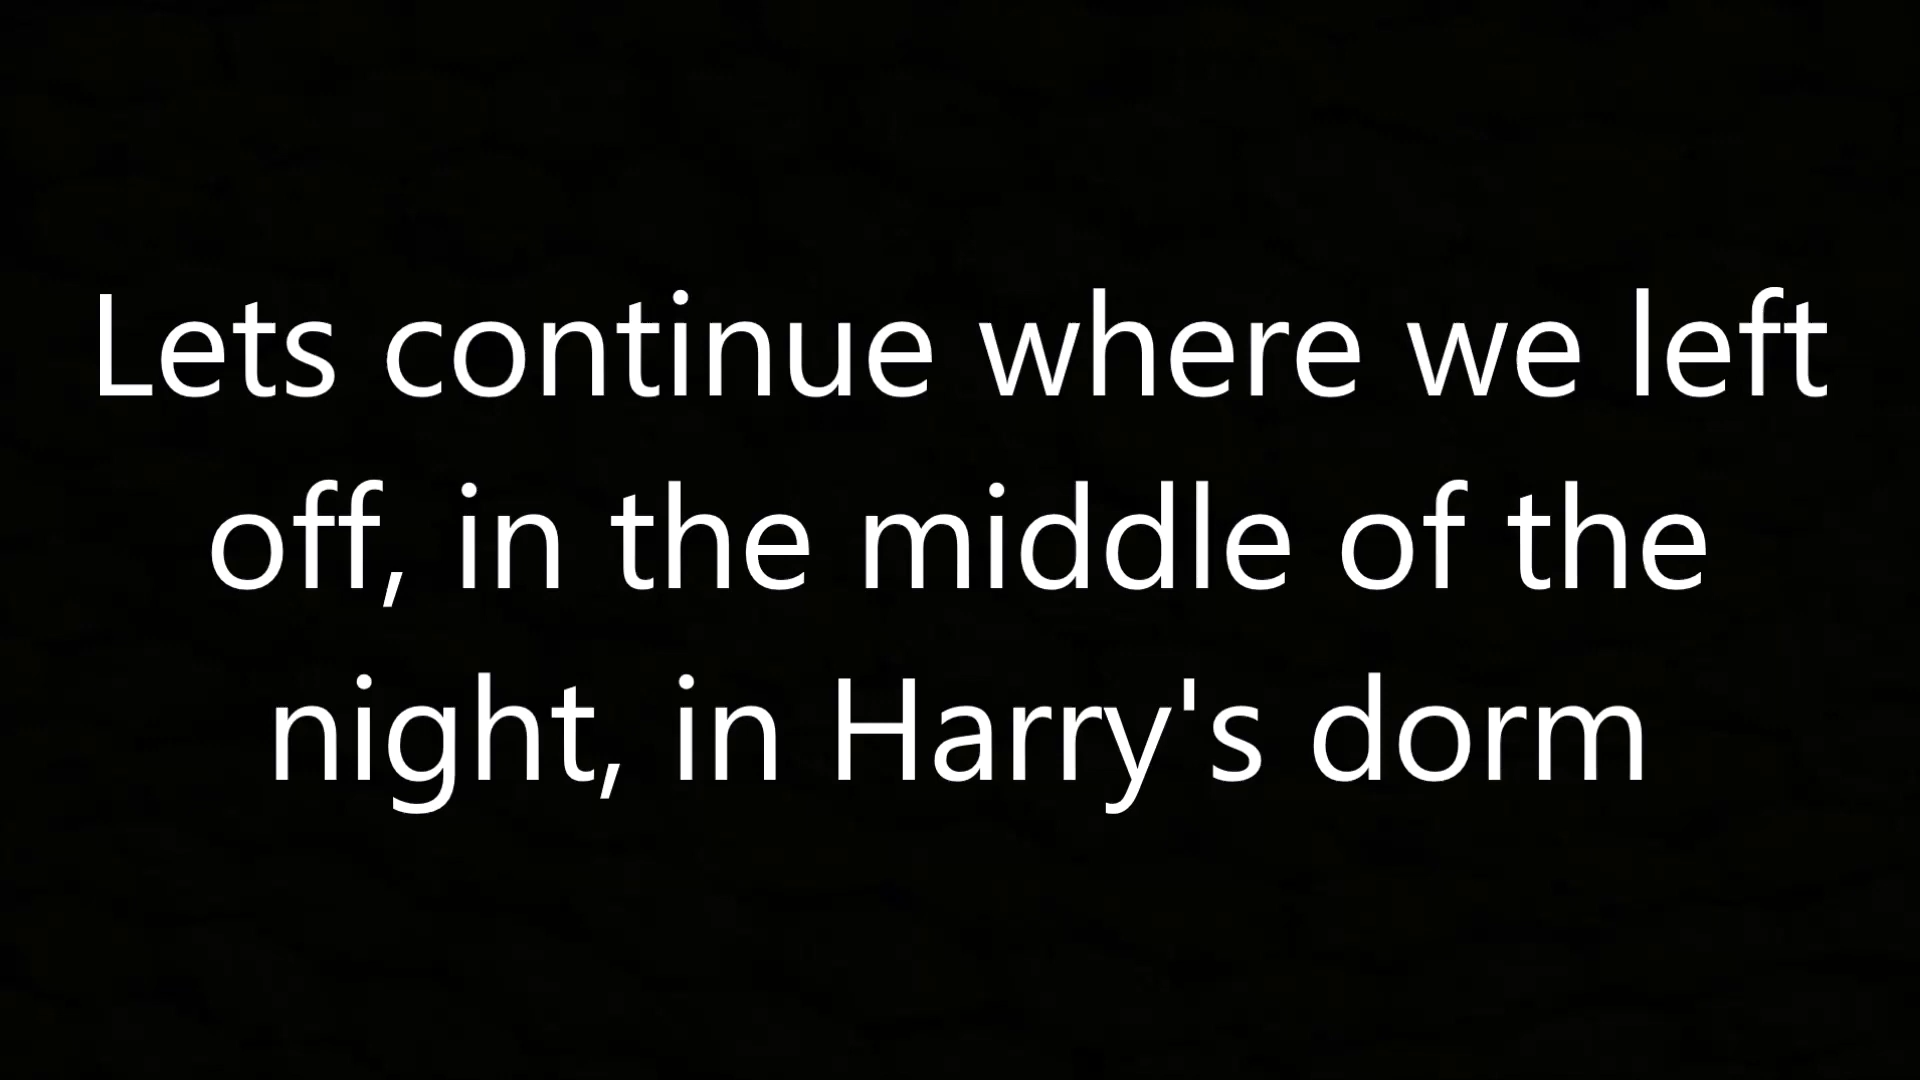 Lets continue where we left
off, in the middle of the
night, in Harry's dorm